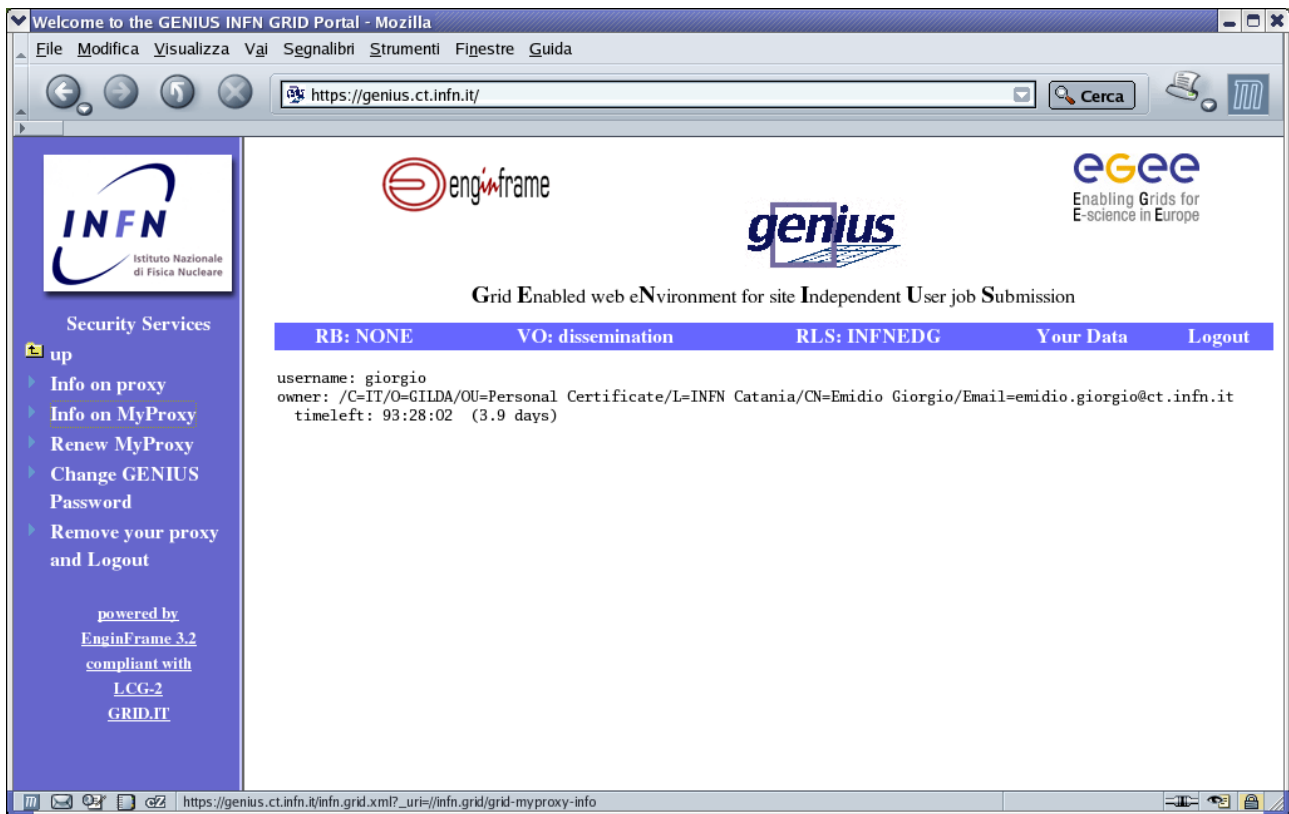 Welcome to the GENIUS INFN GRID Portal - Mozilla
File Modifica Visualizza Vai Segnalibri Strumenti Finestre Guida
https://genius.ct.infn.it/
Cerca
INFN
Istituto Nazionale
di Fisica Nucleare
Security Services
up
Info on proxy
Info on MyProxy
Renew MyProxy
Change GENIUS
Password
Remove your proxy
and Logout
powered by
EnginFrame 3.2
compliant with
LCG-2
GRID.IT
enginframe
genius
egee
Enabling Grids for
E-science in Europe
Grid Enabled web eNvironment for site Independent User job Submission
RB: NONE VO: dissemination RLS: INFNEDG Your Data Logout
username: giorgio
owner: /C=IT/O=GILDA/OU=Personal Certificate/L=INFN Catania/CN=Emidio Giorgio/Email=emidio.giorgio@ct.infn.it
timeleft: 93:28:02 (3.9 days)
https://genius.ct.infn.it/infn.grid.xml?_uri=//infn.grid/grid-myproxy-info